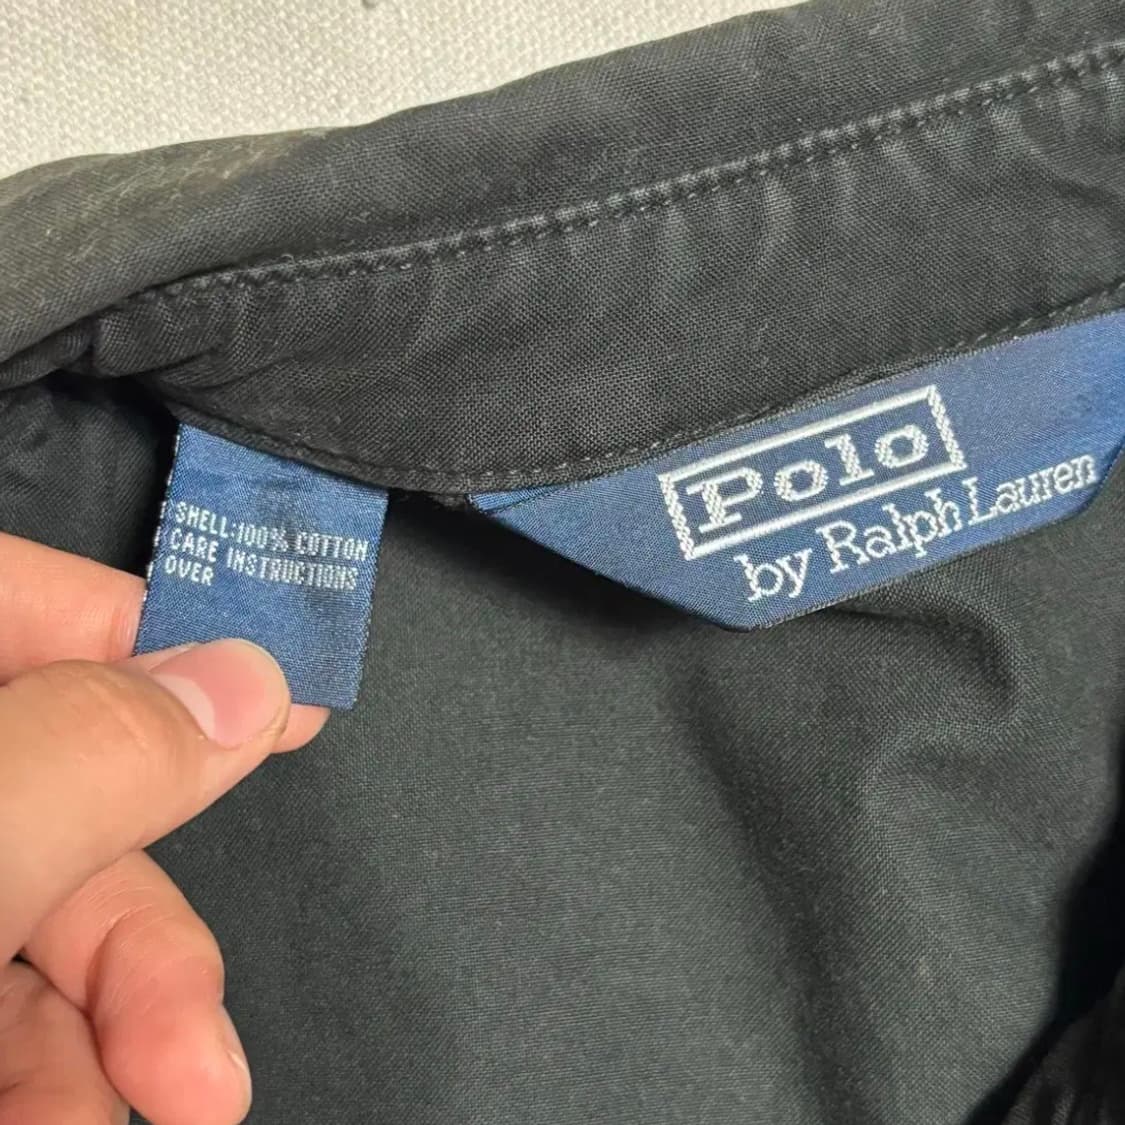 SHELL:100% COTTON
CARE INSTRUCTIONS
OVER
Polo
by Ralph Lauren